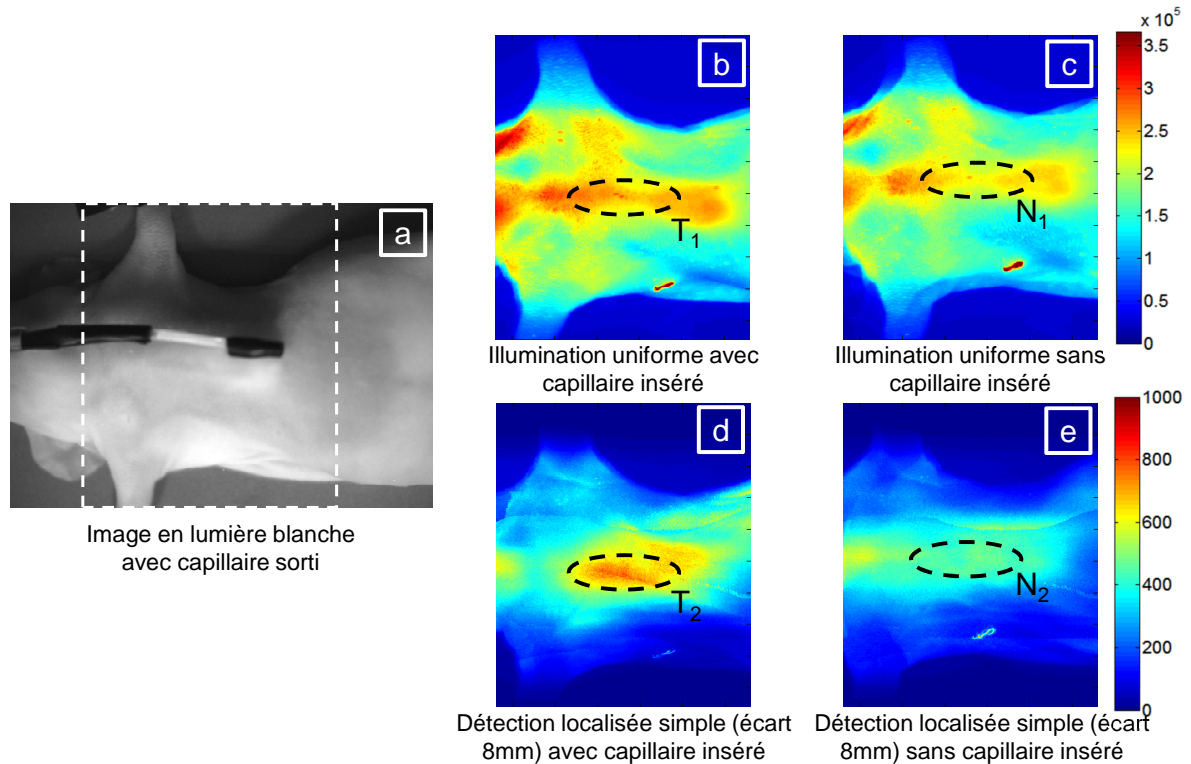 a
Image en lumière blanche
avec capillaire sorti
b
T1
Illumination uniforme avec
capillaire inséré
c
N1
Illumination uniforme sans
capillaire inséré
x 10^5
3.5
3
2.5
2
1.5
1
0.5
0
d
T2
Détection localisée simple (écart
8mm) avec capillaire inséré
e
N2
Détection localisée simple (écart
8mm) sans capillaire inséré
1000
800
600
400
200
0